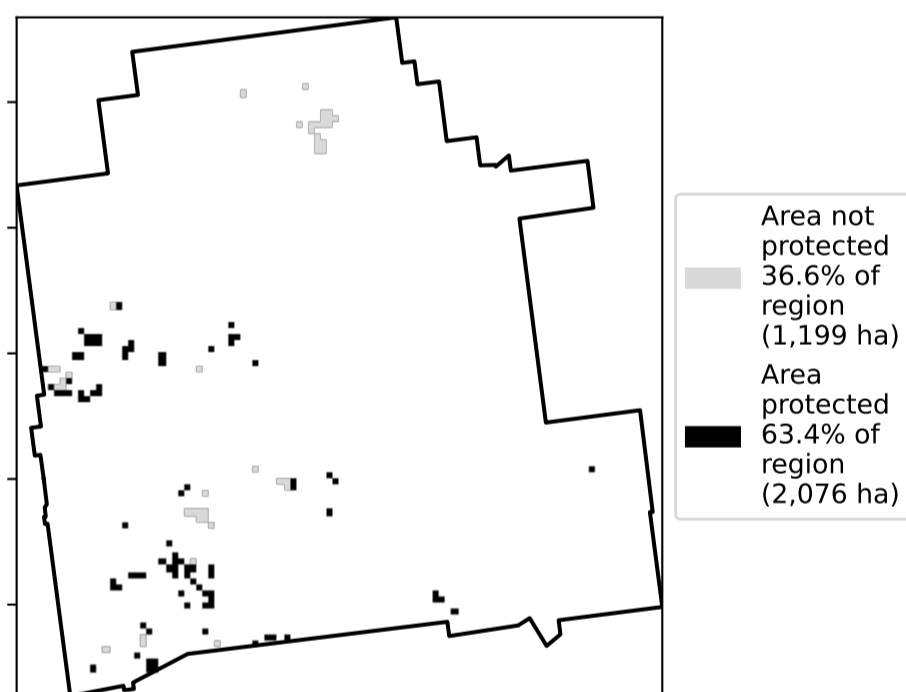 Area not
protected
36.6% of
region
(1,199 ha)
Area
protected
63.4% of
region
(2,076 ha)